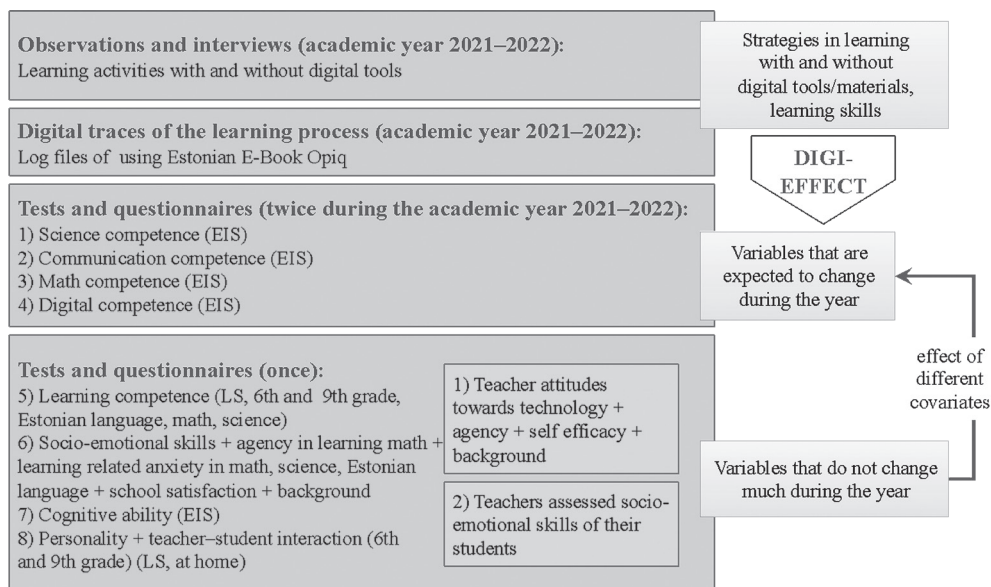 Observations and interviews (academic year 2021–2022):
Learning activities with and without digital tools
Strategies in learning
with and without
digital tools/materials,
learning skills
Digital traces of the learning process (academic year 2021–2022):
Log files of using Estonian E-Book Opiq
DIGI-
EFFECT
Tests and questionnaires (twice during the academic year 2021–2022):
1) Science competence (EIS)
2) Communication competence (EIS)
3) Math competence (EIS)
4) Digital competence (EIS)
Variables that are
expected to change
during the year
effect of
different
covariates
Tests and questionnaires (once):
5) Learning competence (LS, 6th and 9th grade,
Estonian language, math, science)
6) Socio-emotional skills + agency in learning math +
learning related anxiety in math, science, Estonian
language + school satisfaction + background
7) Cognitive ability (EIS)
8) Personality + teacher–student interaction (6th
and 9th grade) (LS, at home)
1) Teacher attitudes
towards technology +
agency + self efficacy +
background
2) Teachers assessed socio-
emotional skills of their
students
Variables that do not change
much during the year